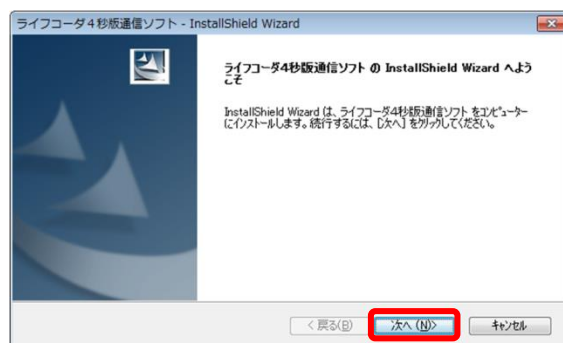 ライフコーダ4秒版通信ソフト - InstallShield Wizard
ライフコーダ4秒版通信ソフト の InstallShield Wizard へよう
こそ
InstallShield Wizard は、ライフコーダ4秒版通信ソフト をコンピューター
にインストールします。続行するには、[次へ] をクリックしてください。
< 戻る(B)
次へ (N)>
キャンセル